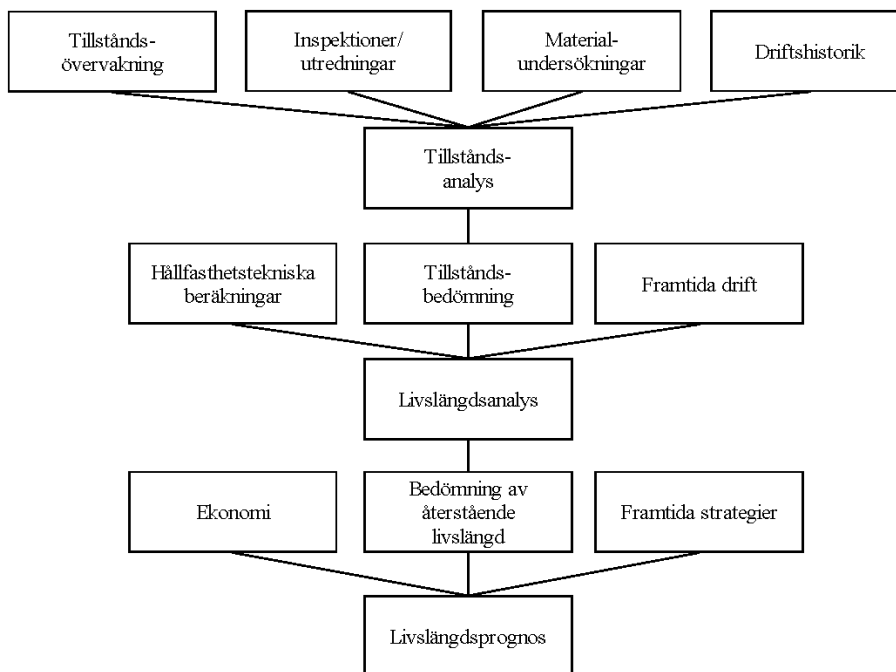 Tillstånds-
övervakning
Inspektioner/
utredningar
Material-
undersökningar
Driftshistorik
Tillstånds-
analys
Hållfasthetstekniska
beräkningar
Tillstånds-
bedömning
Framtida drift
Livslängdsanalys
Ekonomi
Bedömning av
återstående
livslängd
Framtida strategier
Livslängdsprognos